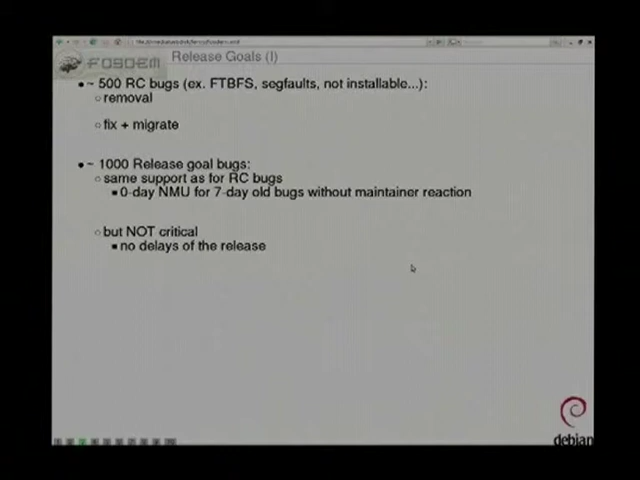 FOSDEM
Release Goals (I)
~ 500 RC bugs (ex. FTBFS, segfaults, not installable...):
removal
fix + migrate
~ 1000 Release goal bugs:
same support as for RC bugs
0-day NMU for 7-day old bugs without maintainer reaction
but NOT critical
no delays of the release
debian